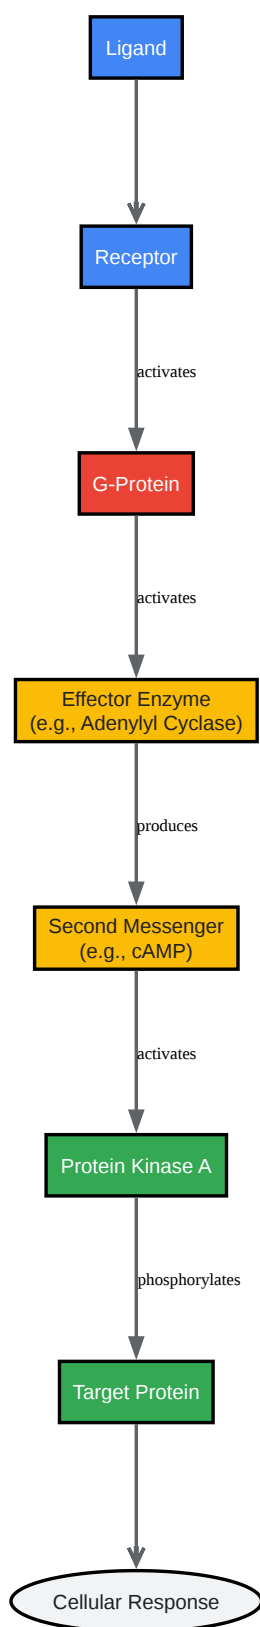 Ligand
Receptor
activates
G-Protein
activates
Effector Enzyme
(e.g., Adenylyl Cyclase)
produces
Second Messenger
(e.g., cAMP)
activates
Protein Kinase A
phosphorylates
Target Protein
Cellular Response